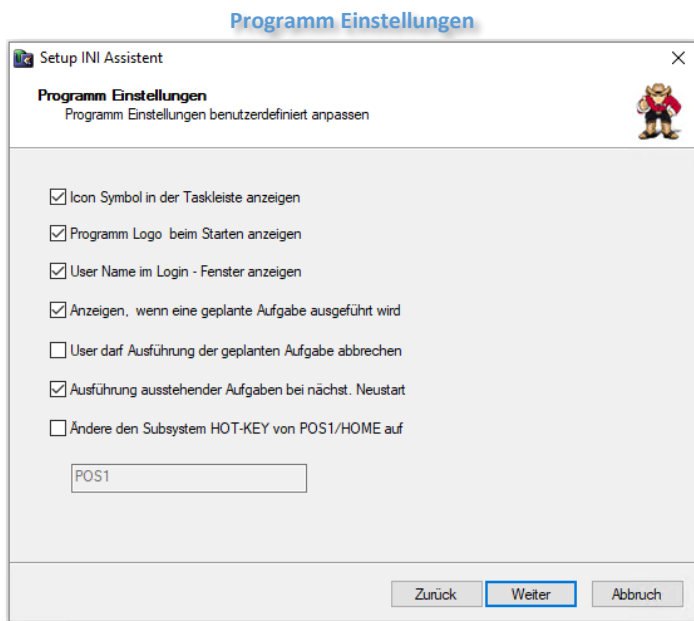 Programm Einstellungen
Setup INI Assistent
Programm Einstellungen
Programm Einstellungen benutzerdefiniert anpassen
Icon Symbol in der Taskleiste anzeigen
Programm Logo beim Starten anzeigen
User Name im Login - Fenster anzeigen
Anzeigen, wenn eine geplante Aufgabe ausgeführt wird
User darf Ausführung der geplanten Aufgabe abbrechen
Ausführung ausstehender Aufgaben bei nächst. Neustart
Ändere den Subsystem HOT-KEY von POS1/HOME auf
POS1
Zurück Weiter Abbruch